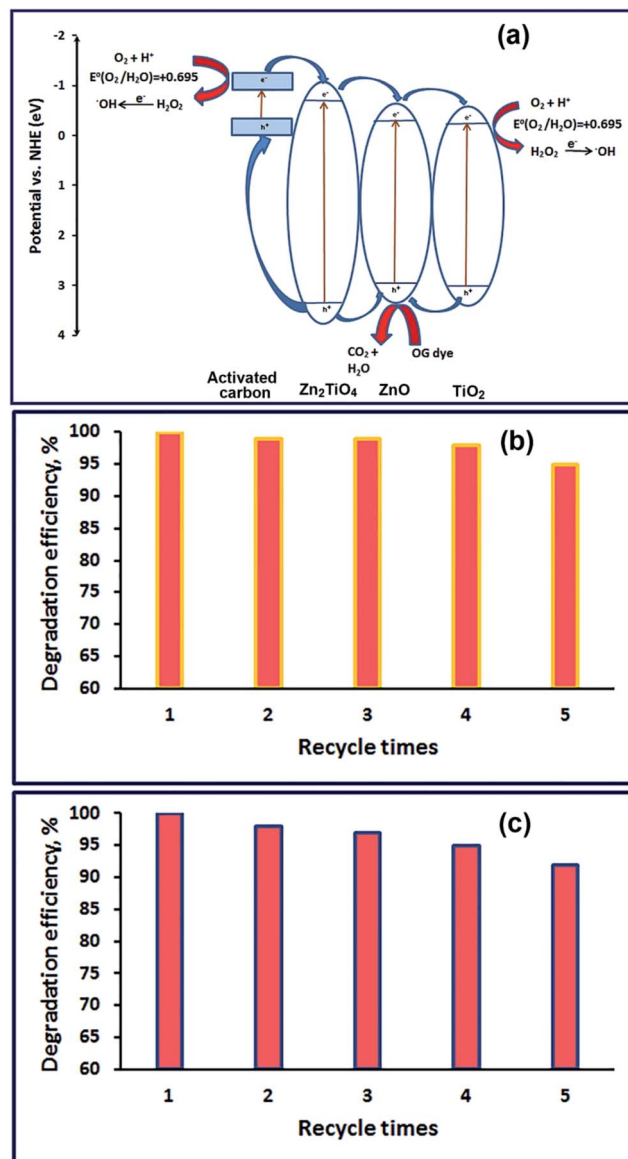 (a)
Potential vs. NHE (eV)
-2
-1
0
1
2
3
4
O₂ + H⁺
E⁰(O₂ /H₂O)=+0.695
·OH ⟵ e⁻ H₂O₂
e⁻
h⁺
e⁻
h⁺
e⁻
h⁺
e⁻
h⁺
O₂ + H⁺
E⁰(O₂ /H₂O)=+0.695
H₂O₂ e⁻ ⟶ ·OH
CO₂ +
H₂O
OG dye
Activated
carbon
Zn₂TiO₄
ZnO
TiO₂
(b)
Degradation efficiency, %
100
95
90
85
80
75
70
65
60
1 2 3 4 5
Recycle times
(c)
Degradation efficiency, %
100
95
90
85
80
75
70
65
60
1 2 3 4 5
Recycle times